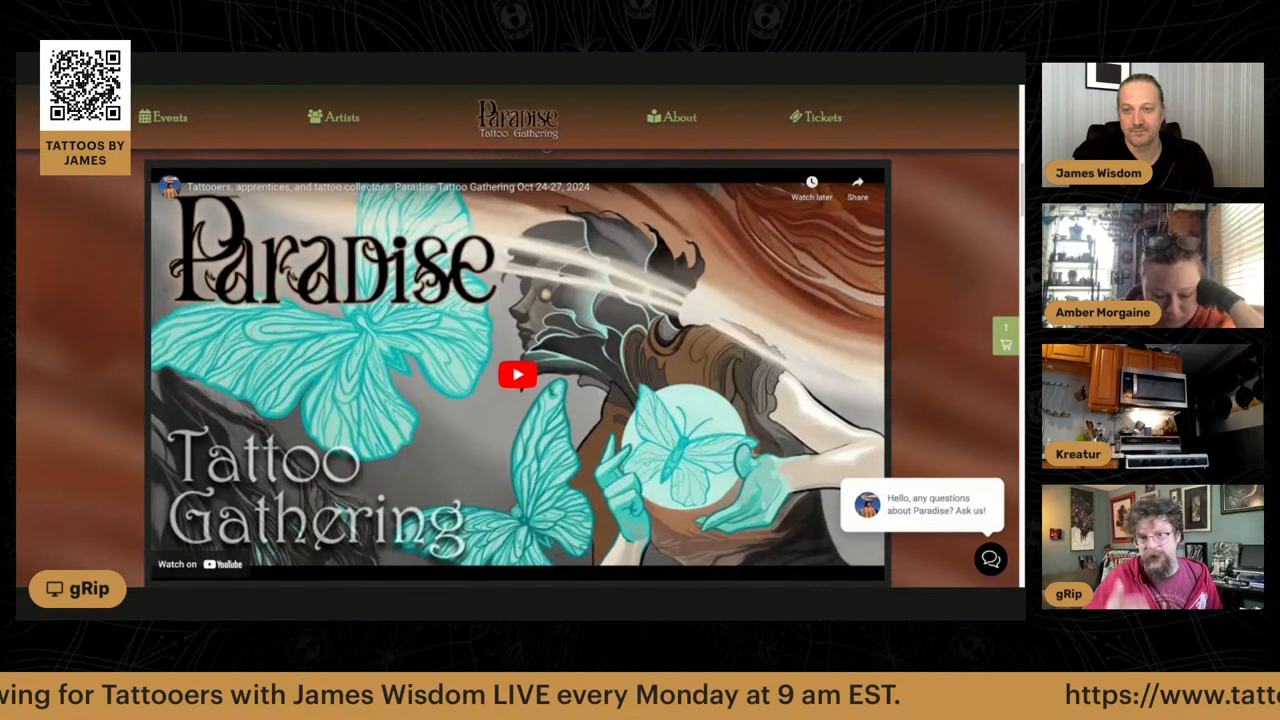 TATTOOS BY
JAMES
Events
Artists
Paradise
Tattoo Gathering
About
Tickets
Tattooers, apprentices, and tattoo collectors: Paradise Tattoo Gathering Oct 24-27, 2024
Watch later
Share
Paradise
Tattoo
Gathering
1
Hello, any questions
about Paradise? Ask us!
Watch on YouTube
gRip
James Wisdom
Amber Morgaine
Kreatur
gRip
wing for Tattooers with James Wisdom LIVE every Monday at 9 am EST.
https://www.tatt